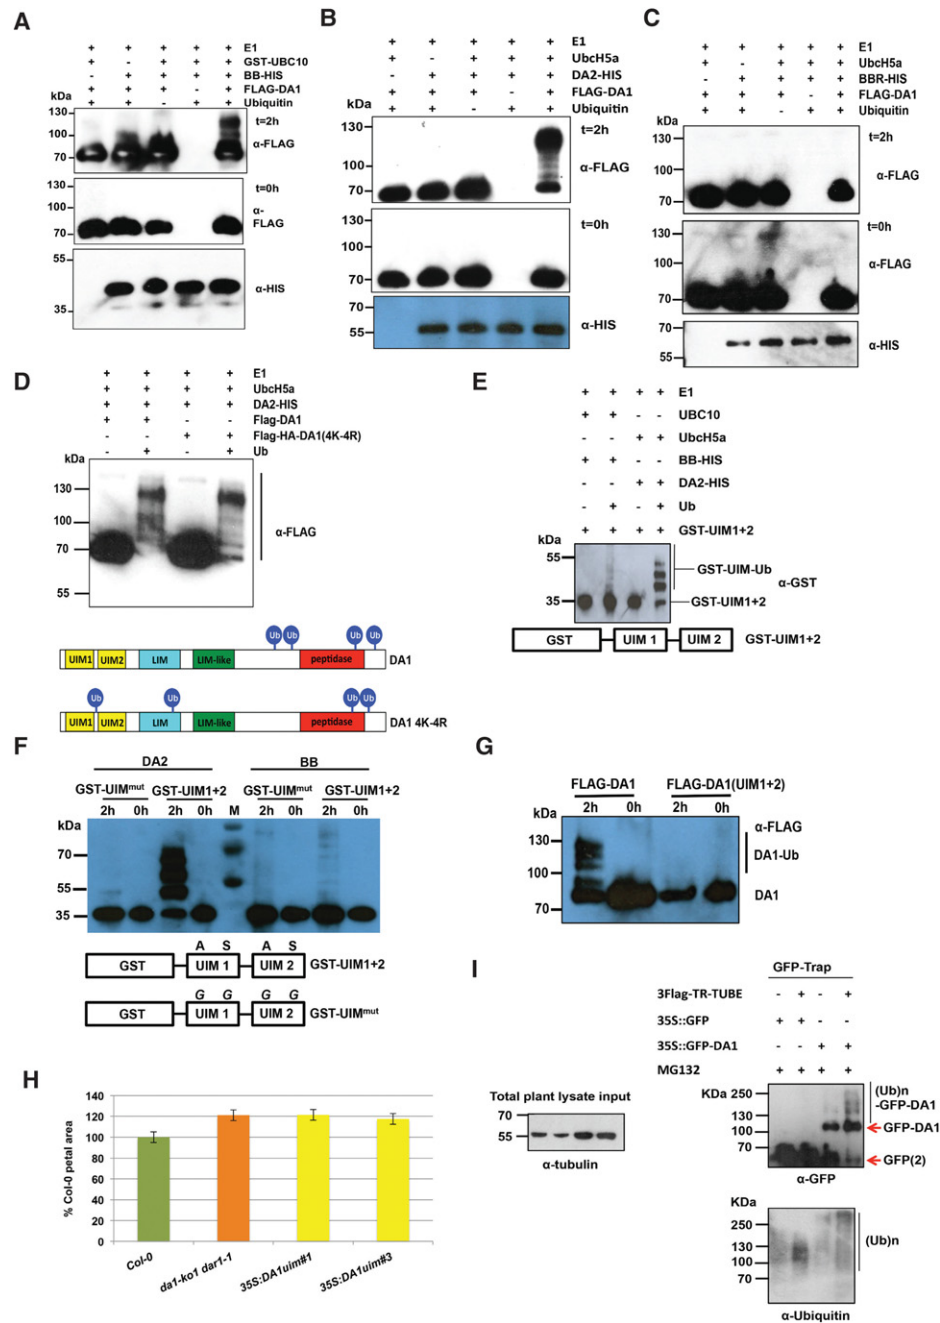 A
+ + + + + E1
+ - + + + GST-UBC10
- + + + + BB-HIS
+ + + - + FLAG-DA1
+ + - + + Ubiquitin
kDa
130
100
70
t=2h
α-FLAG
130
100
70
t=0h
α-
FLAG
55
35
α-HIS
B
+ + + + + E1
+ - + + + UbcH5a
- + + + + DA2-HIS
+ + + - + FLAG-DA1
+ + - + + Ubiquitin
kDa
130
100
70
t=2h
α-FLAG
130
100
70
t=0h
70
55
α-HIS
C
+ + + + + E1
+ - + + + UbcH5a
- + + + + BBR-HIS
+ + + - + FLAG-DA1
+ + - + + Ubiquitin
kDa
130
100
70
t=2h
α-FLAG
130
100
70
t=0h
α-FLAG
70
55
α-HIS
D
+ + + + E1
+ + + + UbcH5a
+ + + + DA2-HIS
+ + - - Flag-DA1
- - + + Flag-HA-DA1(4K-4R)
- + - + Ub
kDa
130
100
70
55
α-FLAG
Ub Ub Ub Ub
UIM1 UIM2 LIM LIM-like peptidase DA1
Ub Ub Ub Ub
UIM1 UIM2 LIM LIM-like peptidase DA1 4K-4R
E
+ + + + E1
+ + - - UBC10
- - + + UbcH5a
+ + - - BB-HIS
- - + + DA2-HIS
- + - + Ub
+ + + + GST-UIM1+2
kDa
55
35
GST-UIM-Ub
α-GST
GST-UIM1+2
GST UIM 1 UIM 2 GST-UIM1+2
F
DA2 BB
GST-UIMmut GST-UIM1+2 GST-UIMmut GST-UIM1+2
2h 0h 2h 0h M 2h 0h 2h 0h
kDa
70
55
35
A S A S
GST UIM 1 UIM 2 GST-UIM1+2
G G G G
GST UIM 1 UIM 2 GST-UIMmut
G
FLAG-DA1 FLAG-DA1(UIM1+2)
2h 0h 2h 0h
kDa
130
100
70
α-FLAG
DA1-Ub
DA1
H
% Col-0 petal area
140
120
100
80
60
40
20
0
Col-0
da1-ko1 dar1-1
35S:DA1uim#1
35S:DA1uim#3
I
GFP-Trap
3Flag-TR-TUBE - + - +
35S::GFP + + - -
35S::GFP-DA1 - - + +
MG132 + + + +
Total plant lysate input
70
55
α-tubulin
KDa
250
130
100
70
(Ub)n
-GFP-DA1
GFP-DA1
GFP(2)
α-GFP
KDa
250
130
100
70
(Ub)n
α-Ubiquitin